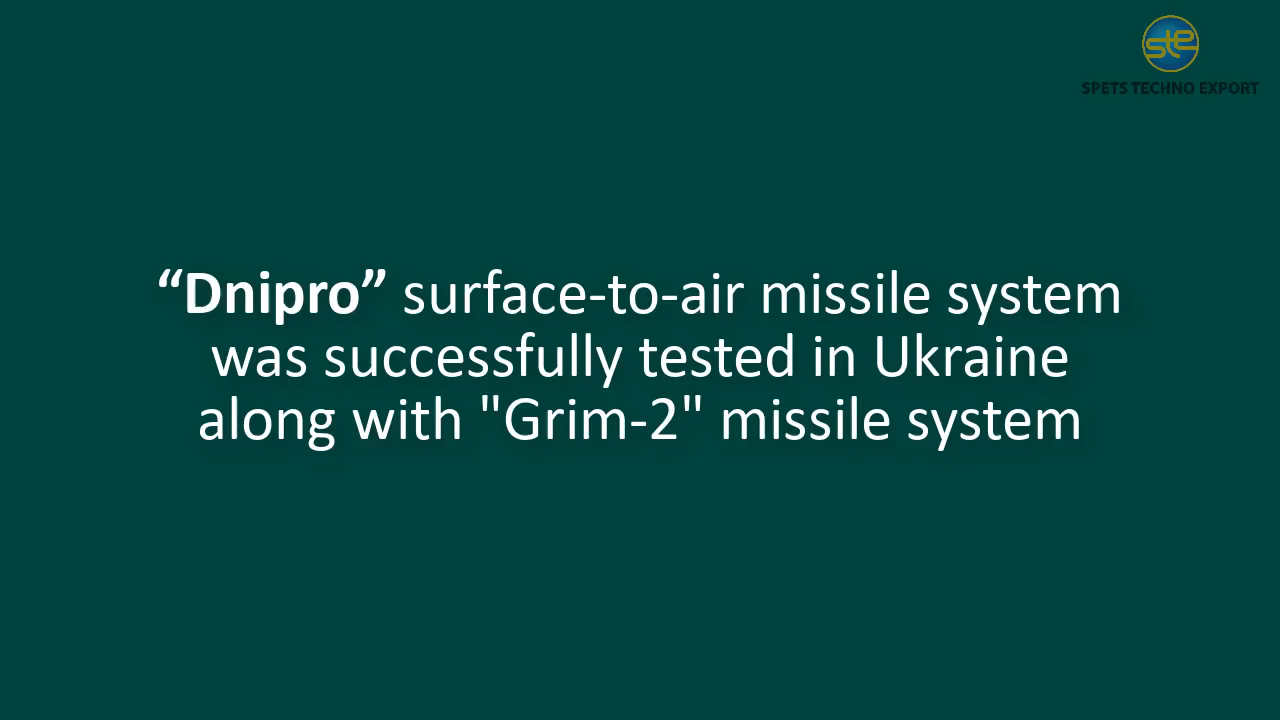 ste
SPETS TECHNO EXPORT
“Dnipro” surface-to-air missile system
was successfully tested in Ukraine
along with "Grim-2" missile system